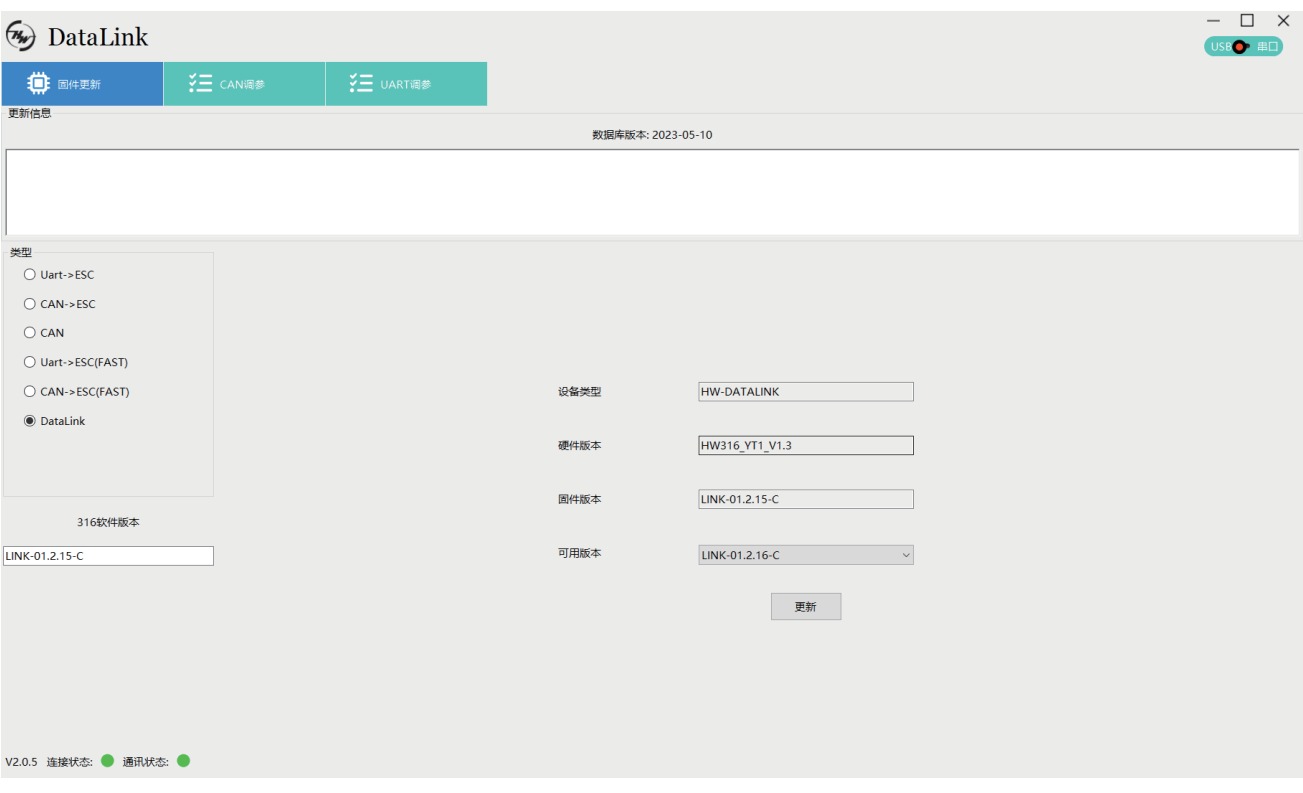 HW DataLink
USB 串口
固件更新 CAN调参 UART调参
更新信息
数据库版本: 2023-05-10
类型
Uart->ESC
CAN->ESC
CAN
Uart->ESC(FAST)
CAN->ESC(FAST)
DataLink
316软件版本
LINK-01.2.15-C
设备类型 HW-DATALINK
硬件版本 HW316_YT1_V1.3
固件版本 LINK-01.2.15-C
可用版本 LINK-01.2.16-C
更新
V2.0.5 连接状态: 通讯状态: